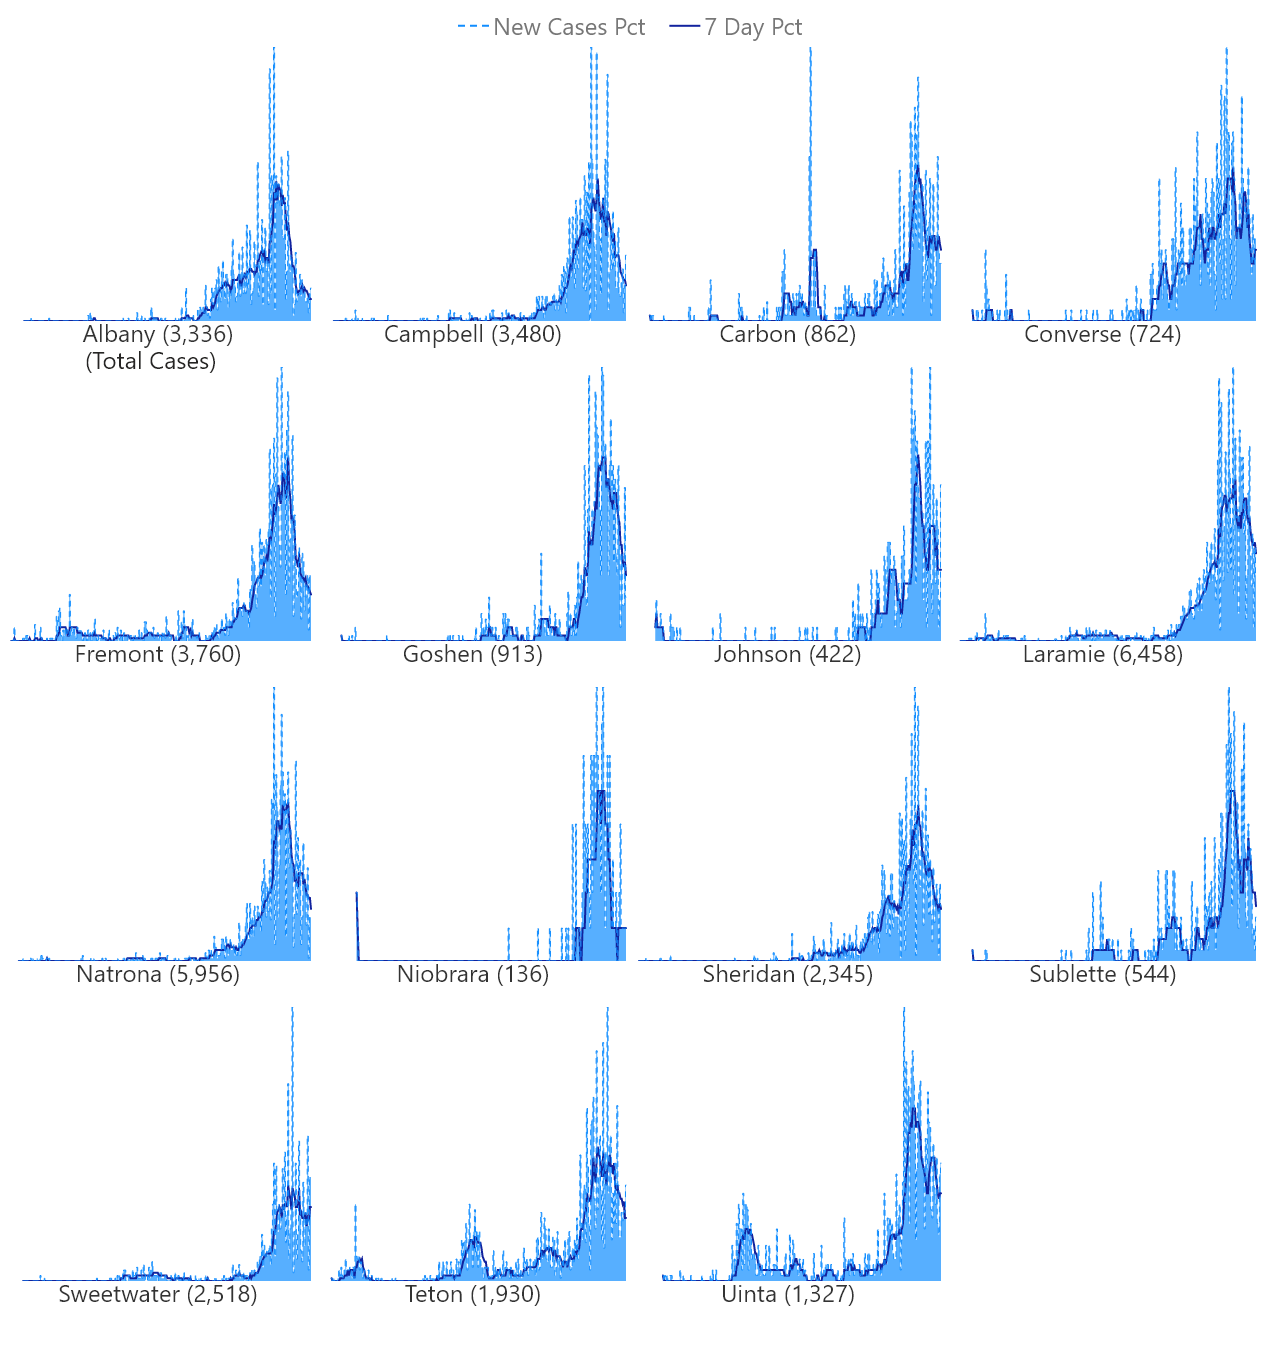 New Cases Pct 7 Day Pct
Albany (3,336) Campbell (3,480) Carbon (862) Converse (724)
(Total Cases)
Fremont (3,760) Goshen (913) Johnson (422) Laramie (6,458)
Natrona (5,956) Niobrara (136) Sheridan (2,345) Sublette (544)
Sweetwater (2,518) Teton (1,930) Uinta (1,327)